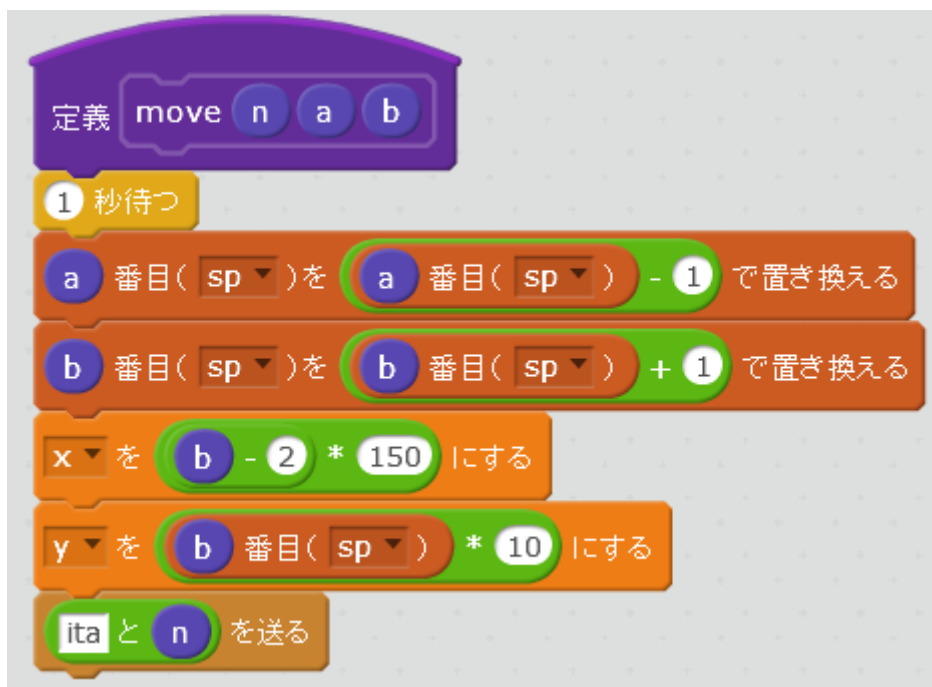 定義 move n a b
1 秒待つ
a 番目( sp ▼ )を a 番目( sp ▼ ) - 1 で置き換える
b 番目( sp ▼ )を b 番目( sp ▼ ) + 1 で置き換える
x ▼ を b - 2 * 150 にする
y ▼ を b 番目( sp ▼ ) * 10 にする
ita と n を送る